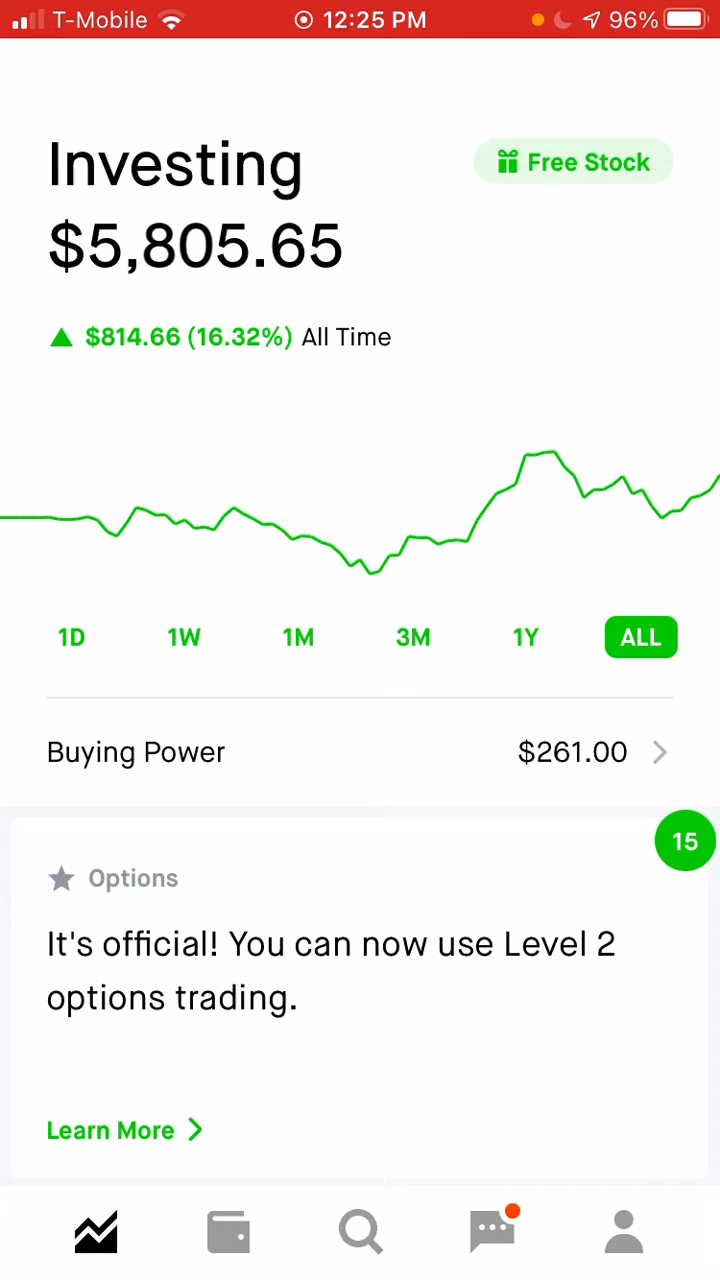 T-Mobile 12:25 PM 96%
Investing
Free Stock
$5,805.65
$814.66 (16.32%) All Time
1D 1W 1M 3M 1Y ALL
Buying Power $261.00
15
Options
It's official! You can now use Level 2
options trading.
Learn More